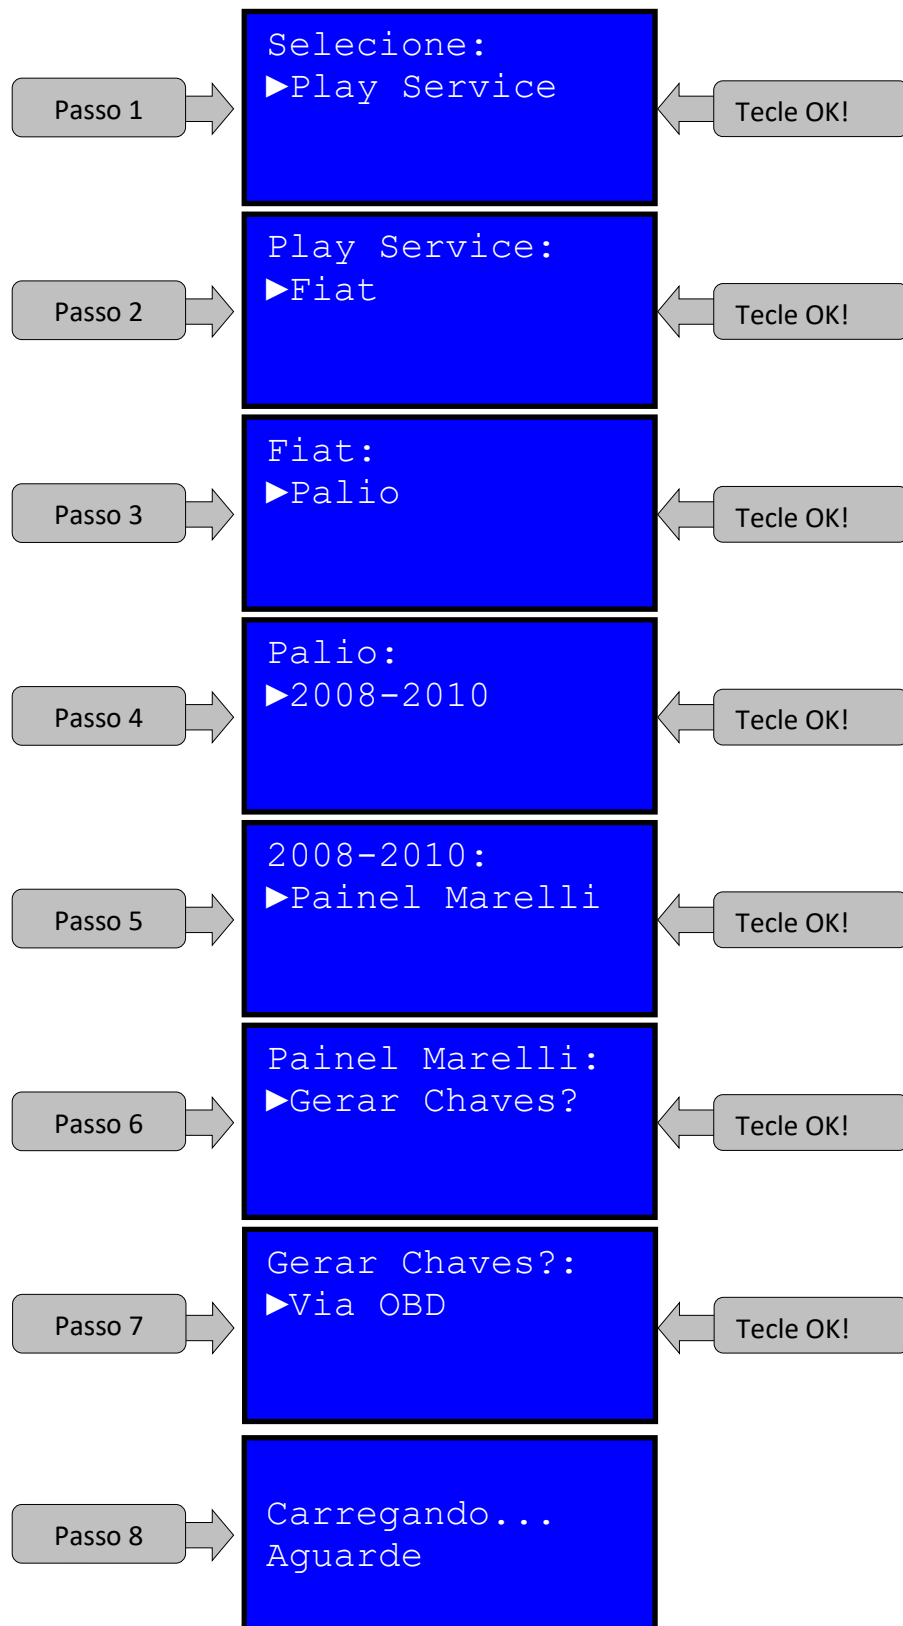 Selecione:
Passo 1
►Play Service
Tecle OK!
Play Service:
Passo 2
►Fiat
Tecle OK!
Fiat:
Passo 3
►Palio
Tecle OK!
Palio:
Passo 4
►2008-2010
Tecle OK!
2008-2010:
Passo 5
►Painel Marelli
Tecle OK!
Painel Marelli:
Passo 6
►Gerar Chaves?
Tecle OK!
Gerar Chaves?:
Passo 7
►Via OBD
Tecle OK!
Passo 8
Carregando...
Aguarde